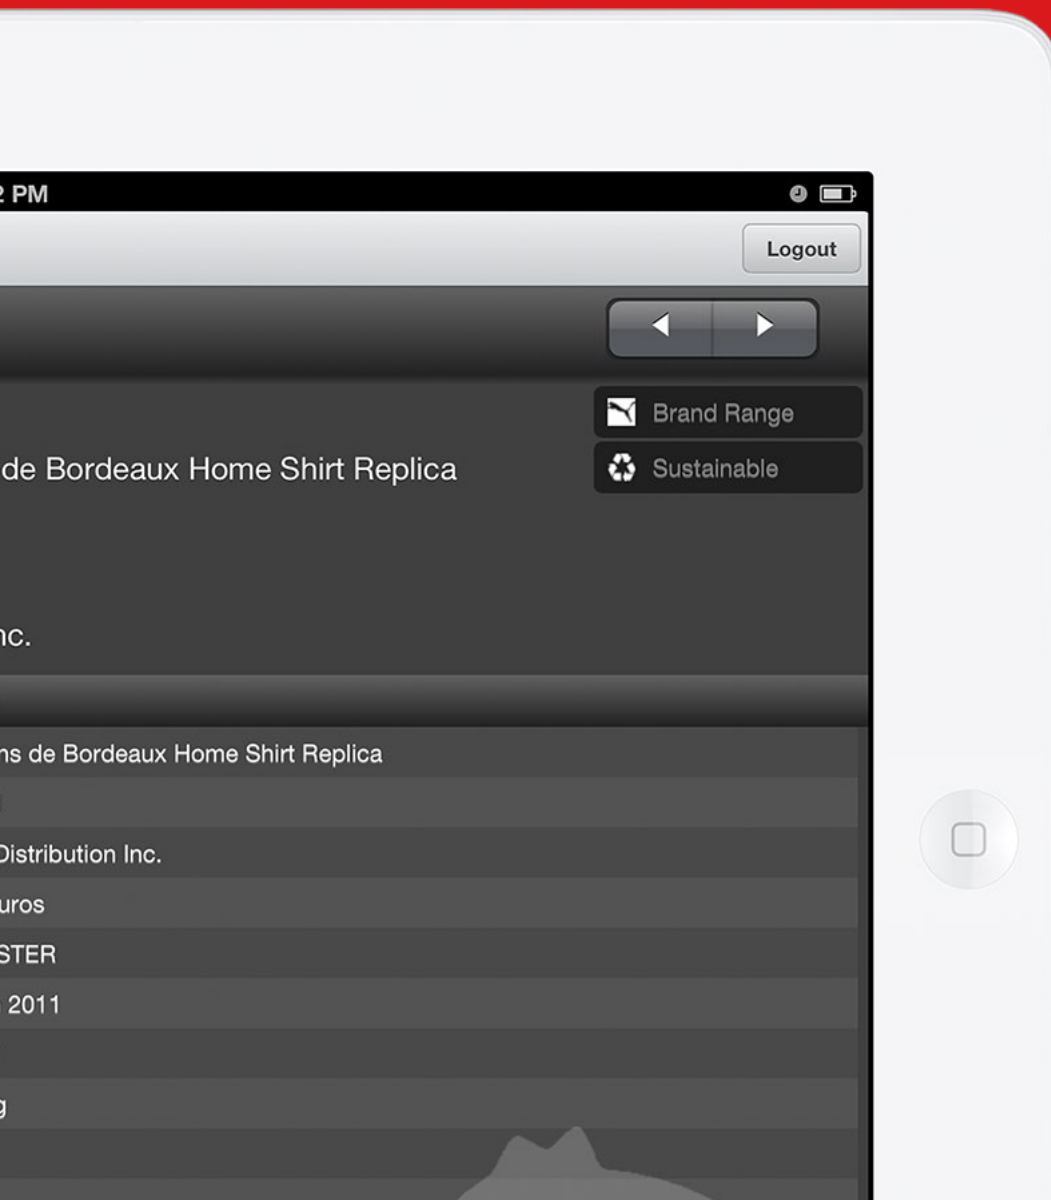 2 PM
Logout
Brand Range
de Bordeaux Home Shirt Replica
Sustainable
nc.
ns de Bordeaux Home Shirt Replica
Distribution Inc.
uros
STER
2011
g